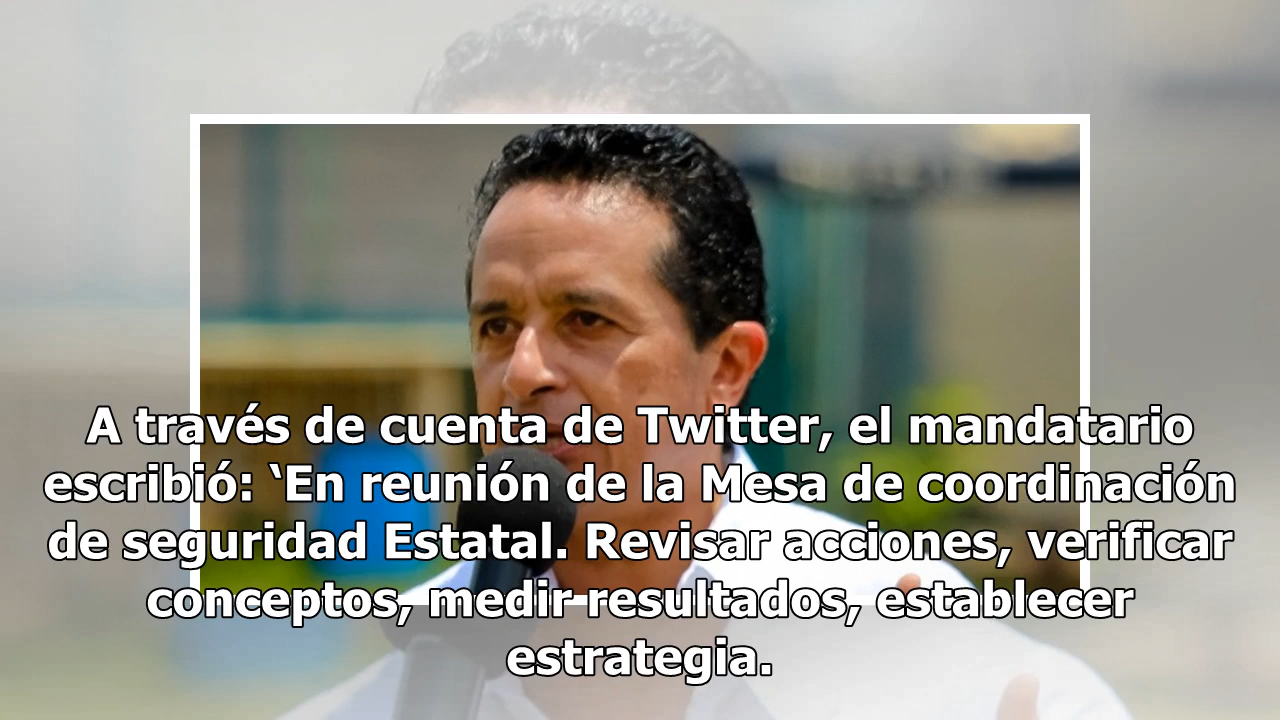 A través de cuenta de Twitter, el mandatario
escribió: ‘En reunión de la Mesa de coordinación
de seguridad Estatal. Revisar acciones, verificar
conceptos, medir resultados, establecer
estrategia.